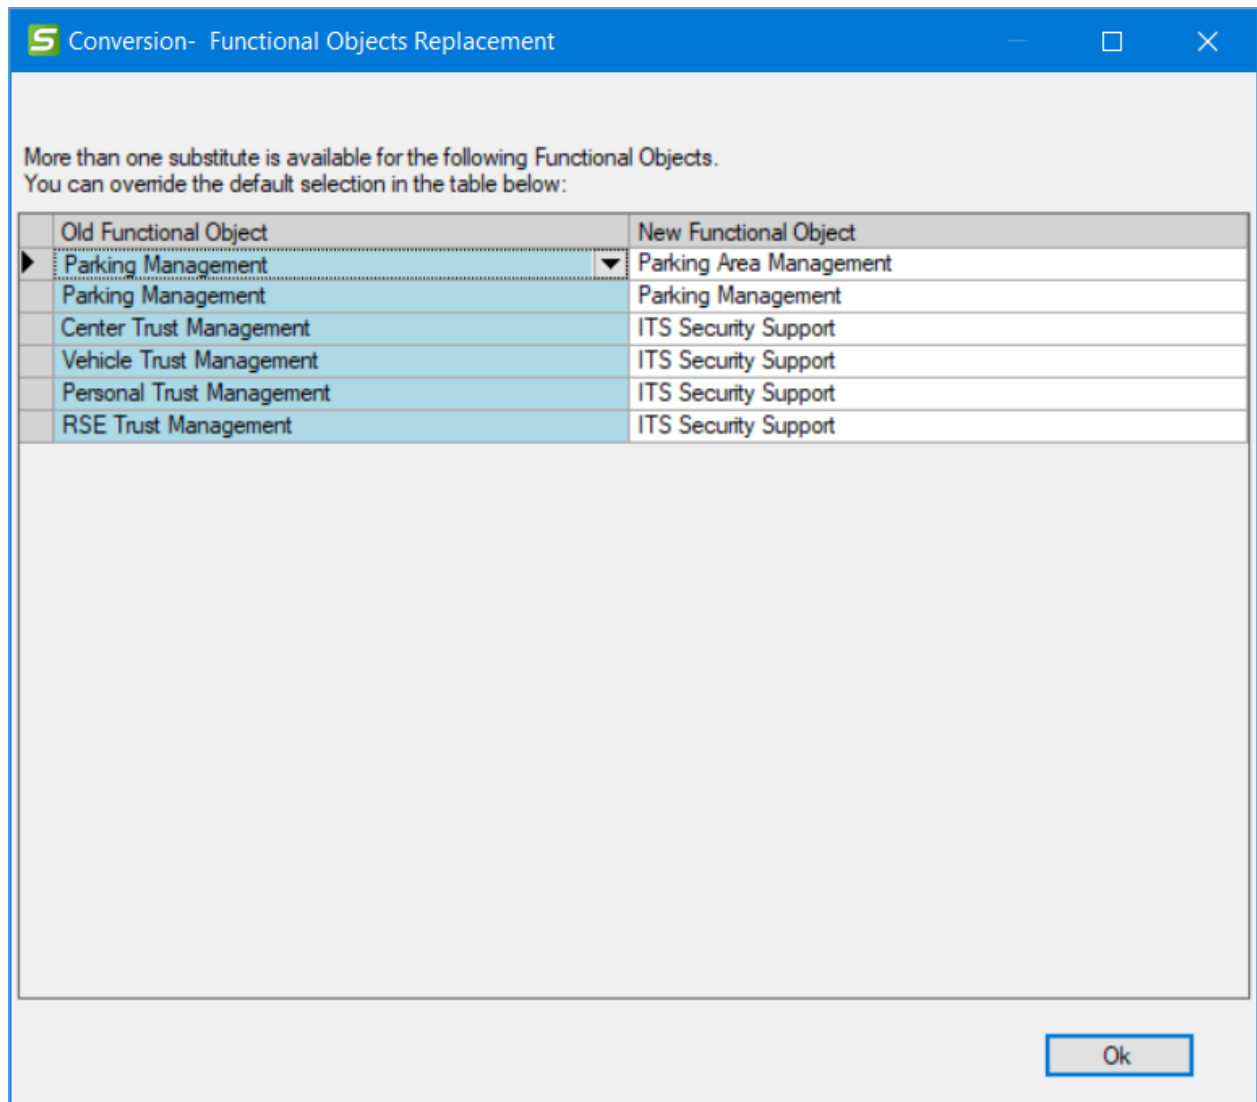 Conversion-  Functional Objects Replacement
More than one substitute is available for the following Functional Objects.
You can override the default selection in the table below:
Old Functional Object New Functional Object
Parking Management Parking Area Management
Parking Management Parking Management
Center Trust Management ITS Security Support
Vehicle Trust Management ITS Security Support
Personal Trust Management ITS Security Support
RSE Trust Management ITS Security Support
Ok